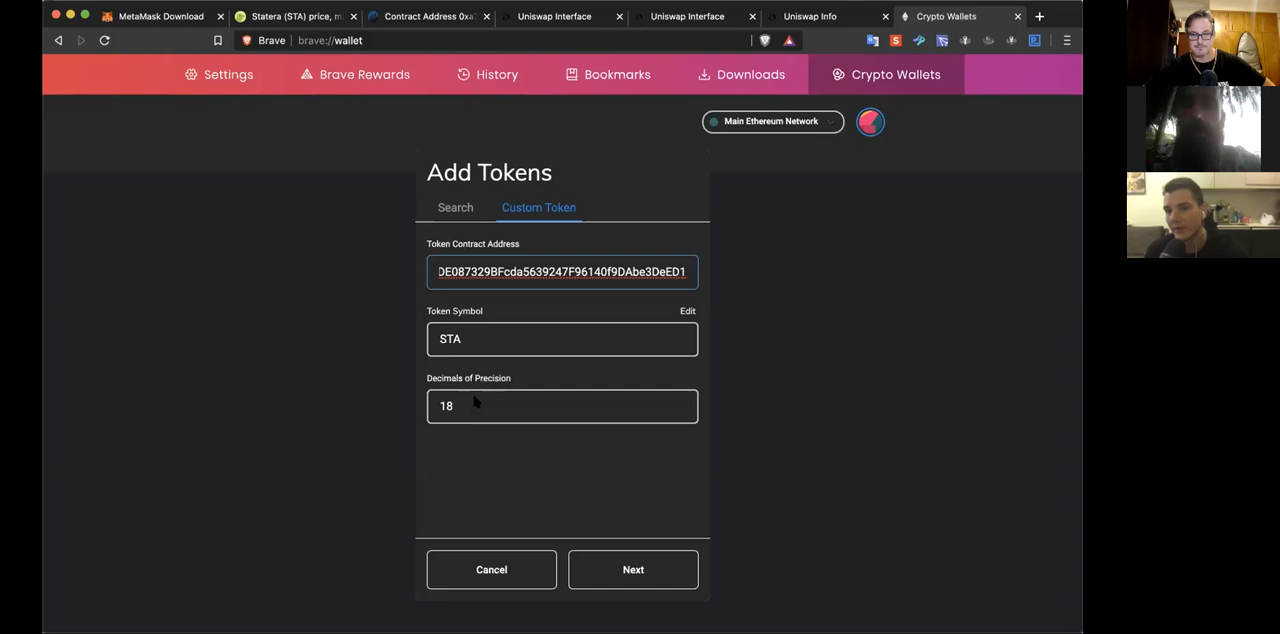 MetaMask Download
Statera (STA) price, m
Contract Address 0xa
Uniswap Interface
Uniswap Interface
Uniswap Info
Crypto Wallets
Brave brave://wallet
Settings
Brave Rewards
History
Bookmarks
Downloads
Crypto Wallets
Main Ethereum Network
Add Tokens
Search
Custom Token
Token Contract Address
DE087329BFcda5639247F96140f9DAbe3DeED1
Token Symbol
Edit
STA
Decimals of Precision
18
Cancel
Next